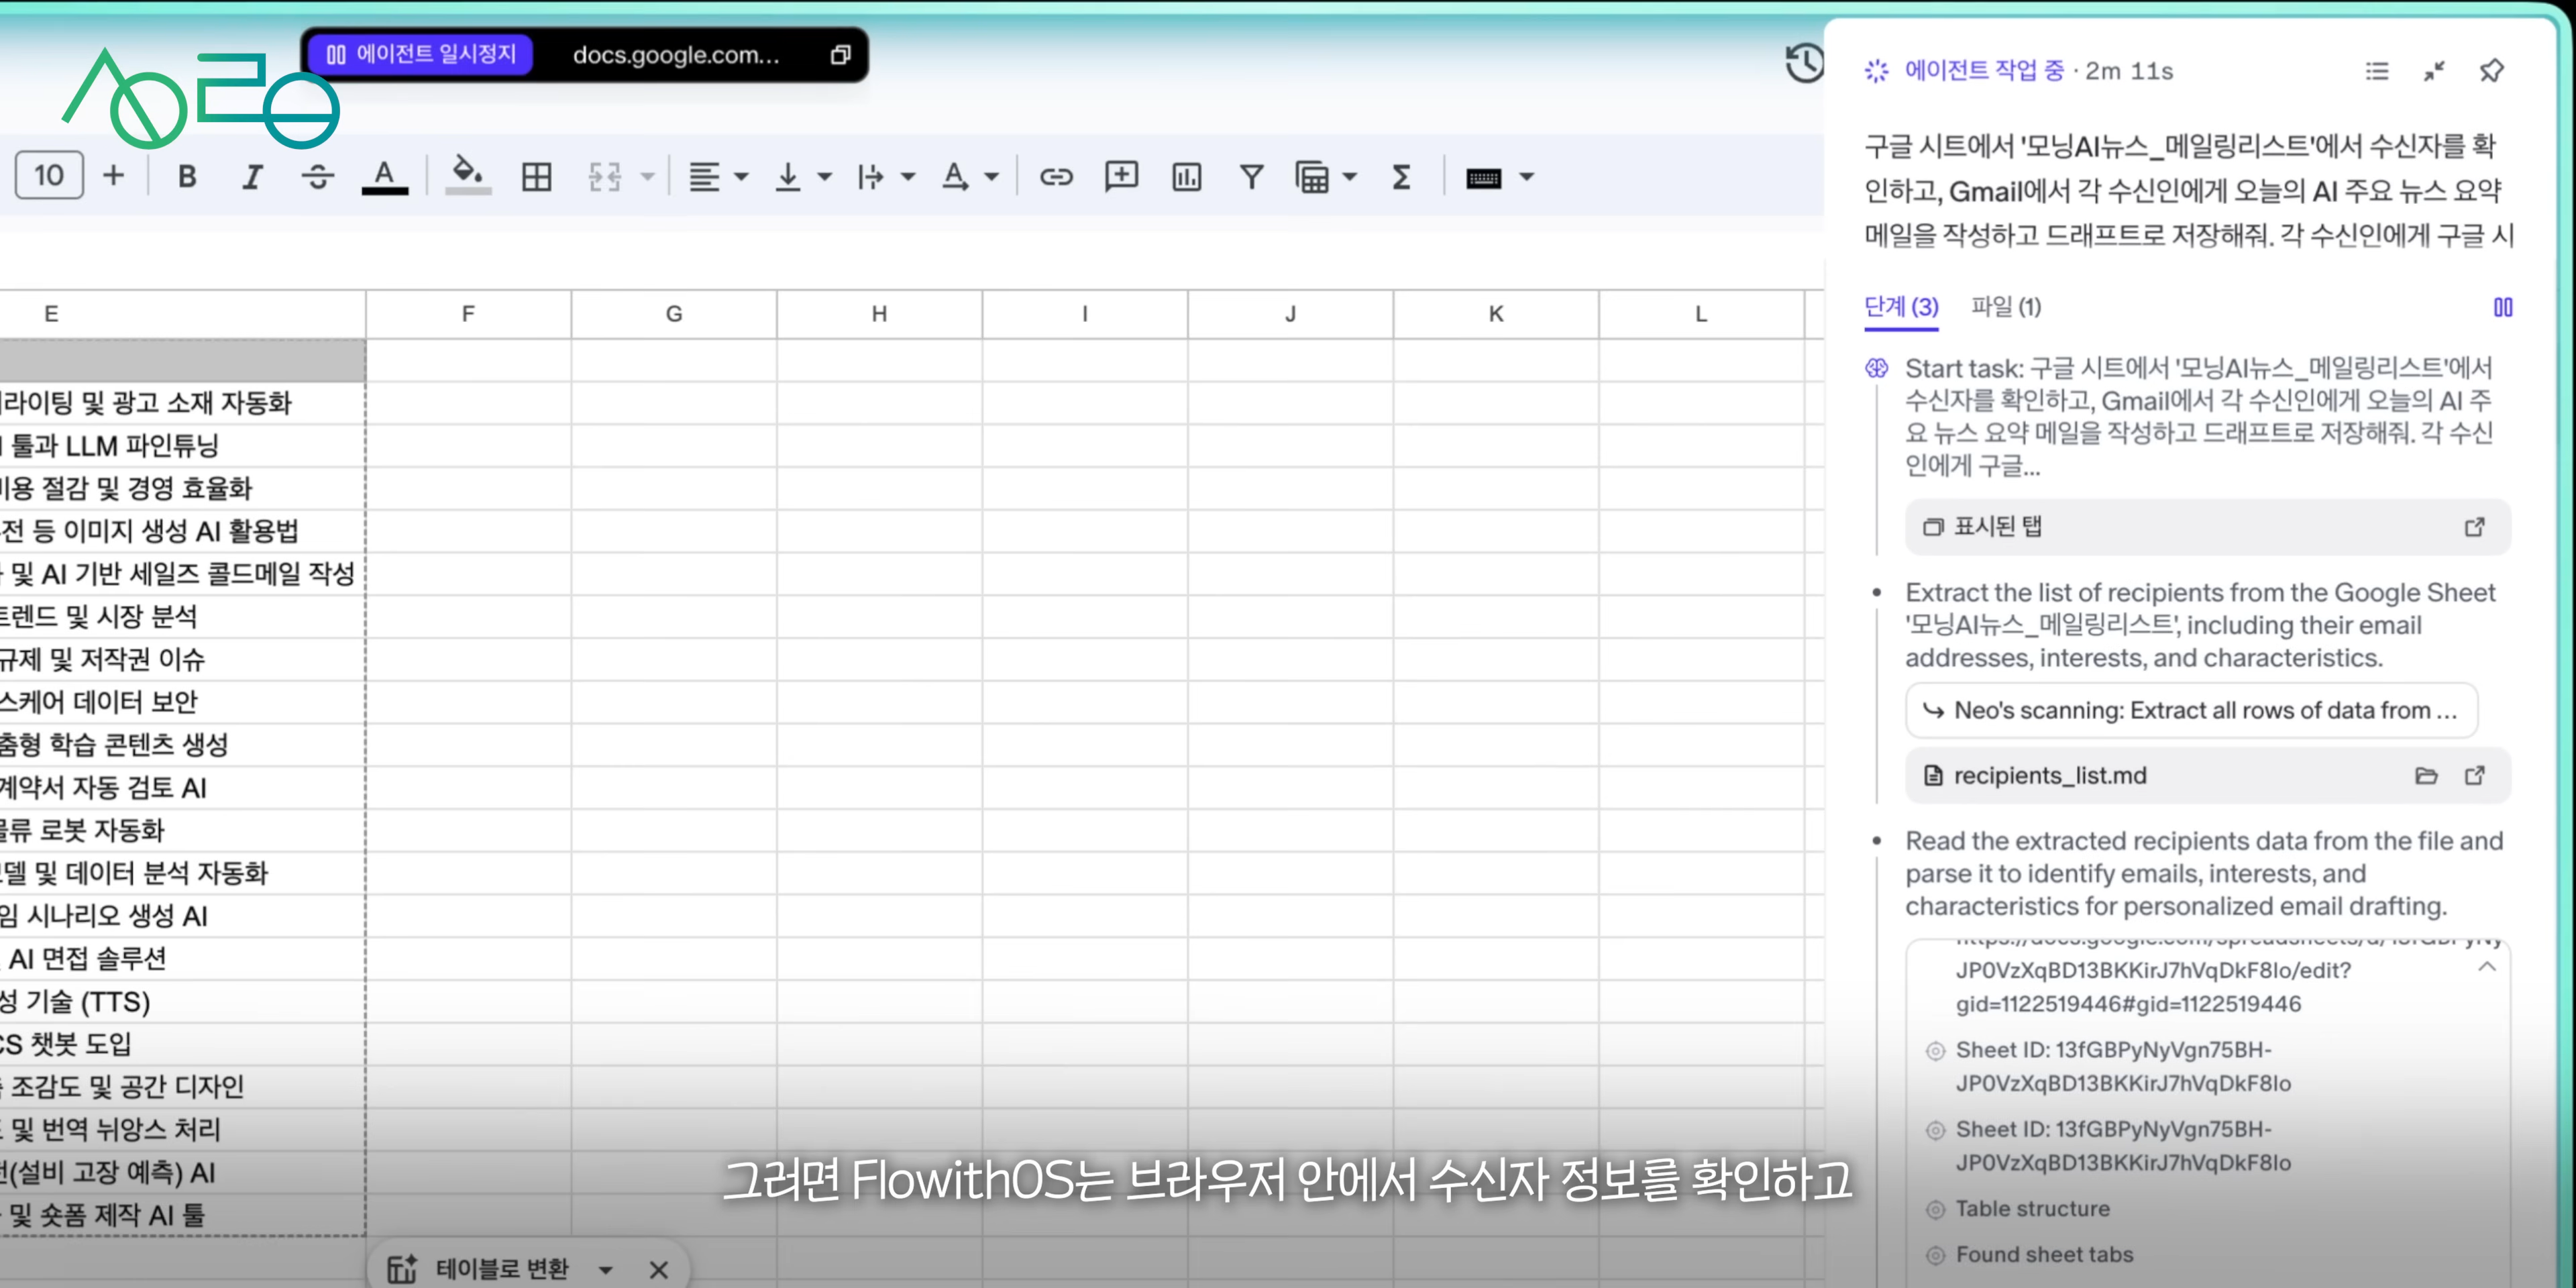 에이전트 일시정지
docs.google.com...
10
B
I
A
A
Σ
E
F
G
H
I
J
K
L
라이팅 및 광고 소재 자동화
툴과 LLM 파인튜닝
비용 절감 및 경영 효율화
전 등 이미지 생성 AI 활용법
및 AI 기반 세일즈 콜드메일 작성
트렌드 및 시장 분석
규제 및 저작권 이슈
스케어 데이터 보안
춤형 학습 콘텐츠 생성
계약서 자동 검토 AI
물류 로봇 자동화
모델 및 데이터 분석 자동화
임 시나리오 생성 AI
AI 면접 솔루션
성 기술 (TTS)
CS 챗봇 도입
조감도 및 공간 디자인
및 번역 뉘앙스 처리
전(설비 고장 예측) AI
및 숏폼 제작 AI 툴
테이블로 변환
에이전트 작업 중 · 2m 11s
구글 시트에서 '모닝AI뉴스_메일링리스트'에서 수신자를 확
인하고, Gmail에서 각 수신인에게 오늘의 AI 주요 뉴스 요약
메일을 작성하고 드래프트로 저장해줘. 각 수신인에게 구글 시
단계 (3)
파일 (1)
Start task: 구글 시트에서 '모닝AI뉴스_메일링리스트'에서
수신자를 확인하고, Gmail에서 각 수신인에게 오늘의 AI 주
요 뉴스 요약 메일을 작성하고 드래프트로 저장해줘. 각 수신
인에게 구글...
표시된 탭
Extract the list of recipients from the Google Sheet
'모닝AI뉴스_메일링리스트', including their email
addresses, interests, and characteristics.
Neo's scanning: Extract all rows of data from ...
recipients_list.md
Read the extracted recipients data from the file and
parse it to identify emails, interests, and
characteristics for personalized email drafting.
JP0VzXqBD13BKKirJ7hVqDkF8Io/edit?
gid=1122519446#gid=1122519446
Sheet ID: 13fGBPyNyVgn75BH-
JP0VzXqBD13BKKirJ7hVqDkF8Io
Sheet ID: 13fGBPyNyVgn75BH-
JP0VzXqBD13BKKirJ7hVqDkF8Io
Table structure
Found sheet tabs
그러면 FlowithOS는 브라우저 안에서 수신자 정보를 확인하고